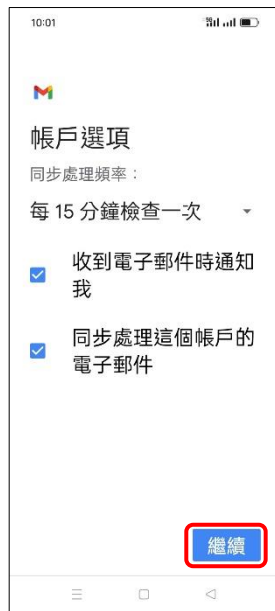 10:01
帳戶選項
同步處理頻率：
每 15 分鐘檢查一次
收到電子郵件時通知
我
同步處理這個帳戶的
電子郵件
繼續